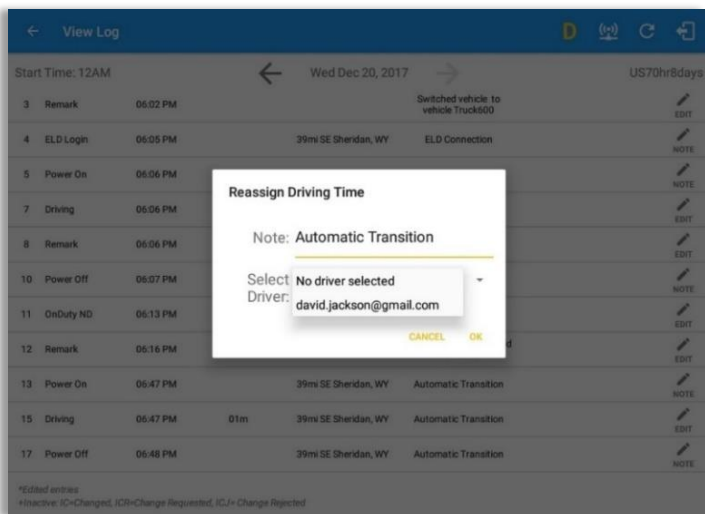 View Log
D
Start Time: 12AM Wed Dec 20, 2017 US70hr8days
3 Remark 06:02 PM Switched vehicle to vehicle Truck600 EDIT
4 ELD Login 06:05 PM 39mi SE Sheridan, WY ELD Connection NOTE
5 Power On 06:06 PM NOTE
7 Driving 06:06 PM EDIT
8 Remark 06:06 PM EDIT
10 Power Off 06:07 PM NOTE
11 OnDuty ND 06:13 PM EDIT
12 Remark 06:16 PM EDIT
13 Power On 06:47 PM 39mi SE Sheridan, WY Automatic Transition NOTE
15 Driving 06:47 PM 01m 39mi SE Sheridan, WY Automatic Transition EDIT
17 Power Off 06:48 PM 39mi SE Sheridan, WY Automatic Transition NOTE
*Edited entries
+Inactive: IC=Changed, ICR=Change Requested, ICJ= Change Rejected
Reassign Driving Time
Note: Automatic Transition
Select Driver:
No driver selected
david.jackson@gmail.com
CANCEL OK